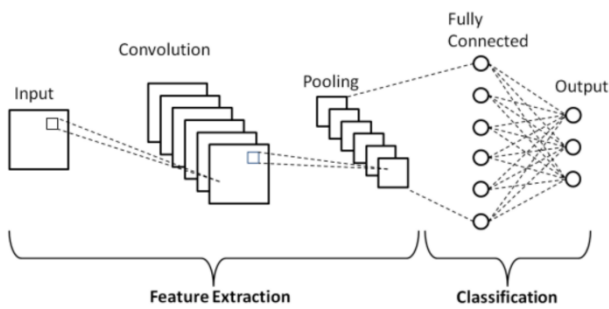 Input
Convolution
Pooling
Fully
Connected
Output
Feature Extraction
Classification